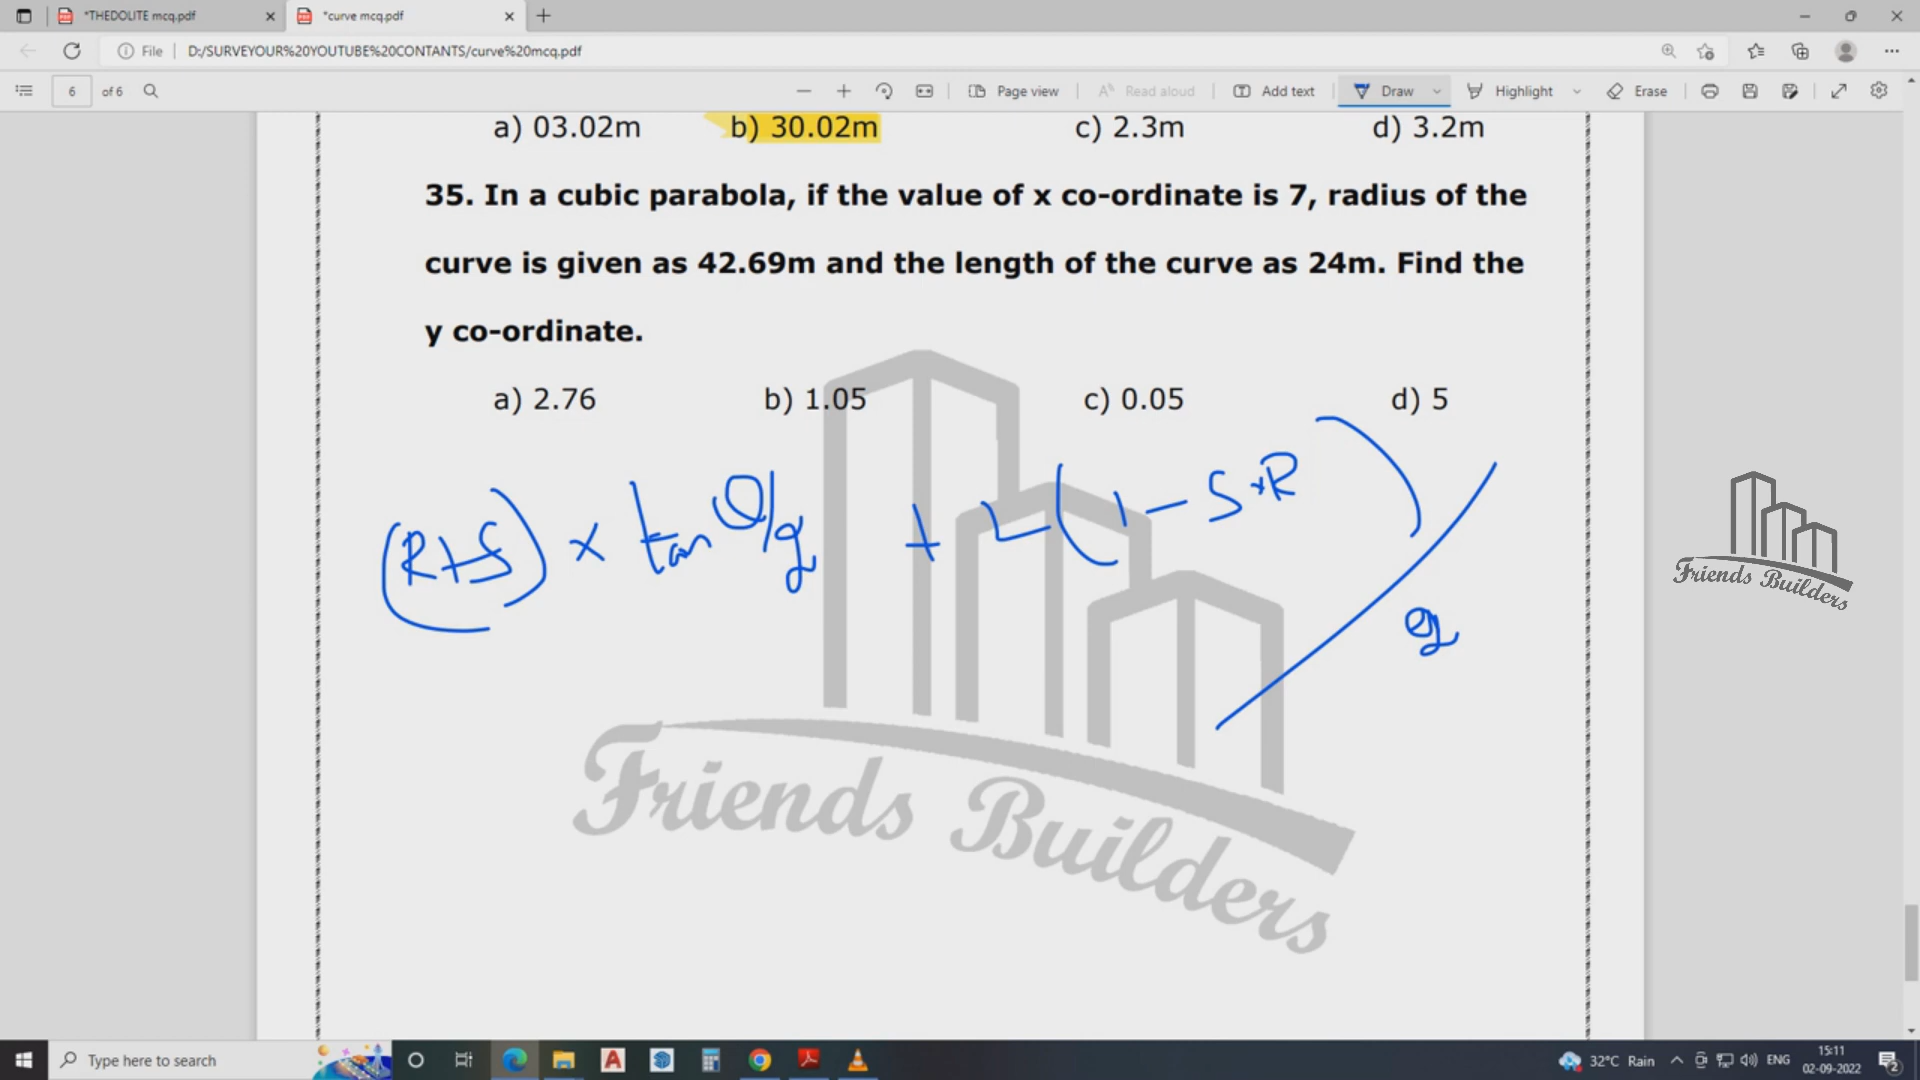 *THEDOLITE mcq.pdf
*curve mcq.pdf
File
D:/SURVEYOUR%20YOUTUBE%20CONTANTS/curve%20mcq.pdf
6 of 6
Page view
Read aloud
Add text
Draw
Highlight
Erase
a) 03.02m b) 30.02m c) 2.3m d) 3.2m
35. In a cubic parabola, if the value of x co-ordinate is 7, radius of the
curve is given as 42.69m and the length of the curve as 24m. Find the
y co-ordinate.
a) 2.76 b) 1.05 c) 0.05 d) 5
(R+S) × tan
+ L (1 - S × R)
Friends Builders
Friends Builders
Type here to search
32°C Rain
ENG
15:11
02-09-2022
2